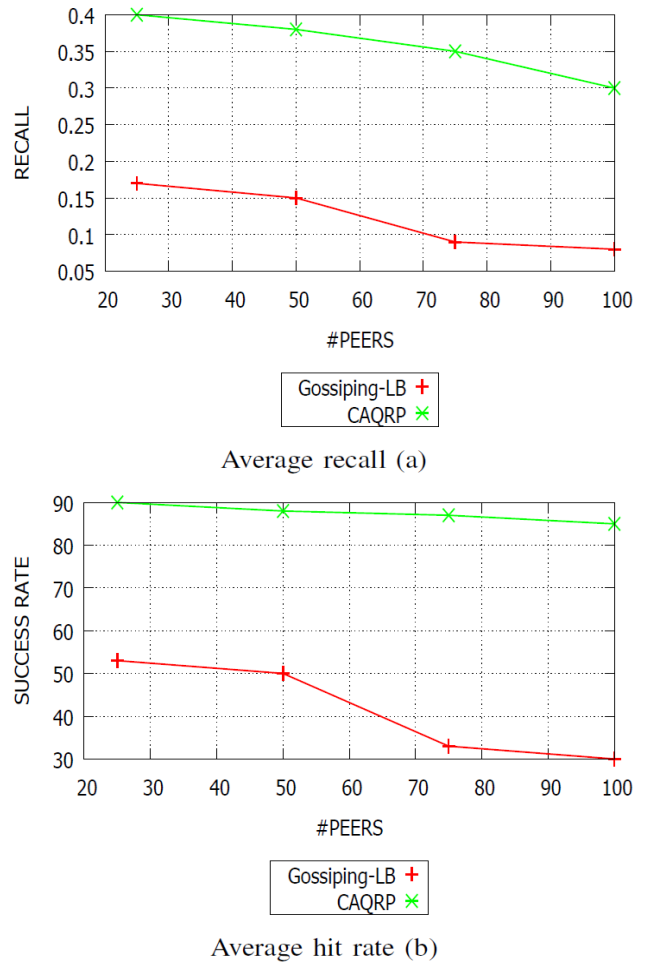 0.4
0.35
0.3
0.25
0.2
0.15
0.1
0.05
RECALL
20 30 40 50 60 70 80 90 100
#PEERS
Gossiping-LB
CAQRP
Average recall (a)
90
80
70
60
50
40
30
SUCCESS RATE
20 30 40 50 60 70 80 90 100
#PEERS
Gossiping-LB
CAQRP
Average hit rate (b)